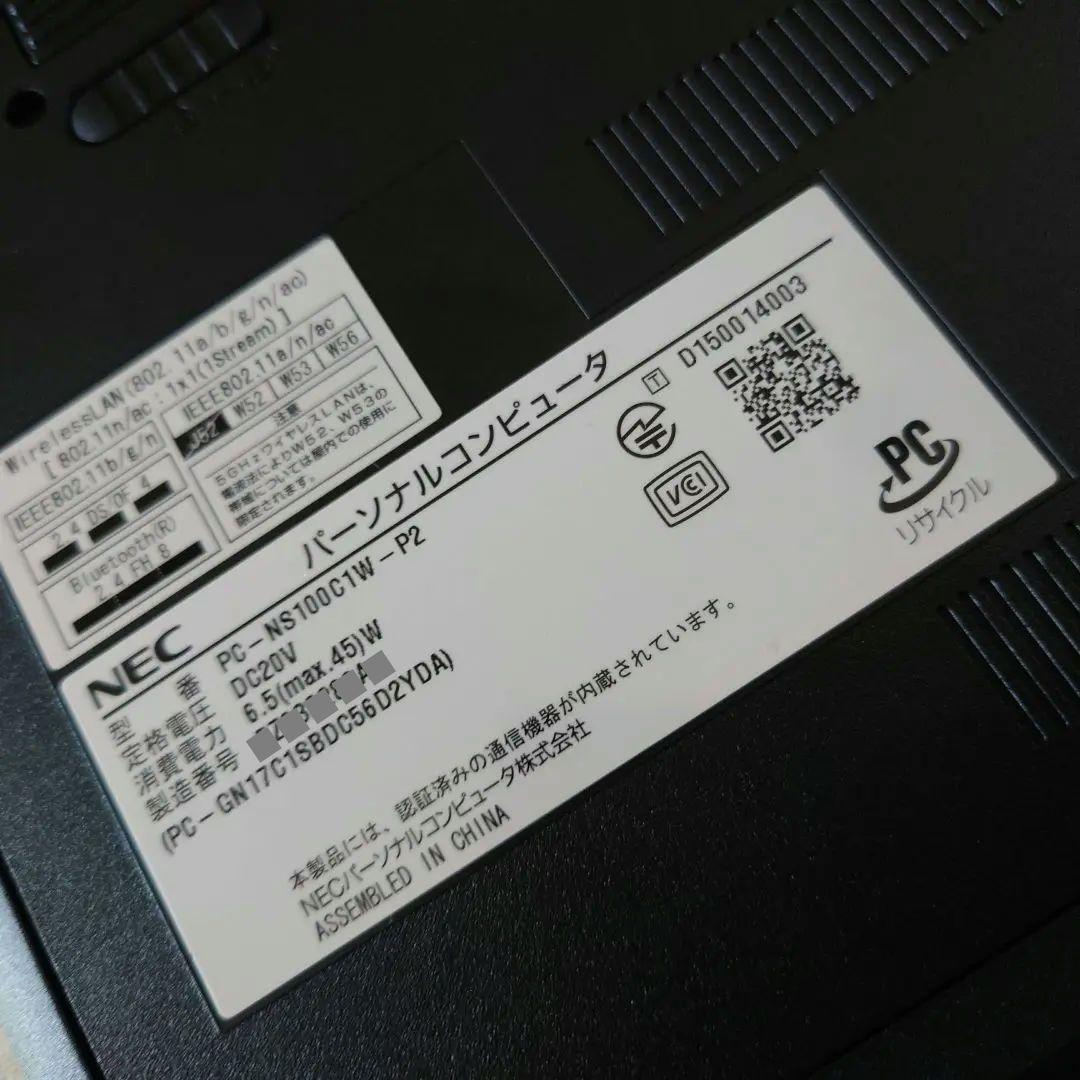 WirelessLAN(802.11a/b/g/n/ac)
[ 802.11n/ac : 1x1(1Stream) ]
IEEE802.11b/g/n
2.4 DS/OF 4
Bluetooth(R)
2.4 FH 8
IEEE802.11a/n/ac
J52 W52 W53 W56
注意
5GHzワイヤレスLANは、
電波法によりW52、W53の
帯域については屋内での使用に
限定されます。
NEC パーソナルコンピュータ
型番 PC-NS100C1W-P2
定格電圧 DC20V
消費電力 6.5(max.45)W
製造番号
(PC-GN17C1SBDC56D2YDA)
本製品には、認証済みの通信機器が内蔵されています。
NECパーソナルコンピュータ株式会社
ASSEMBLED IN CHINA
T D150014003
VCCI
PC
リサイクル